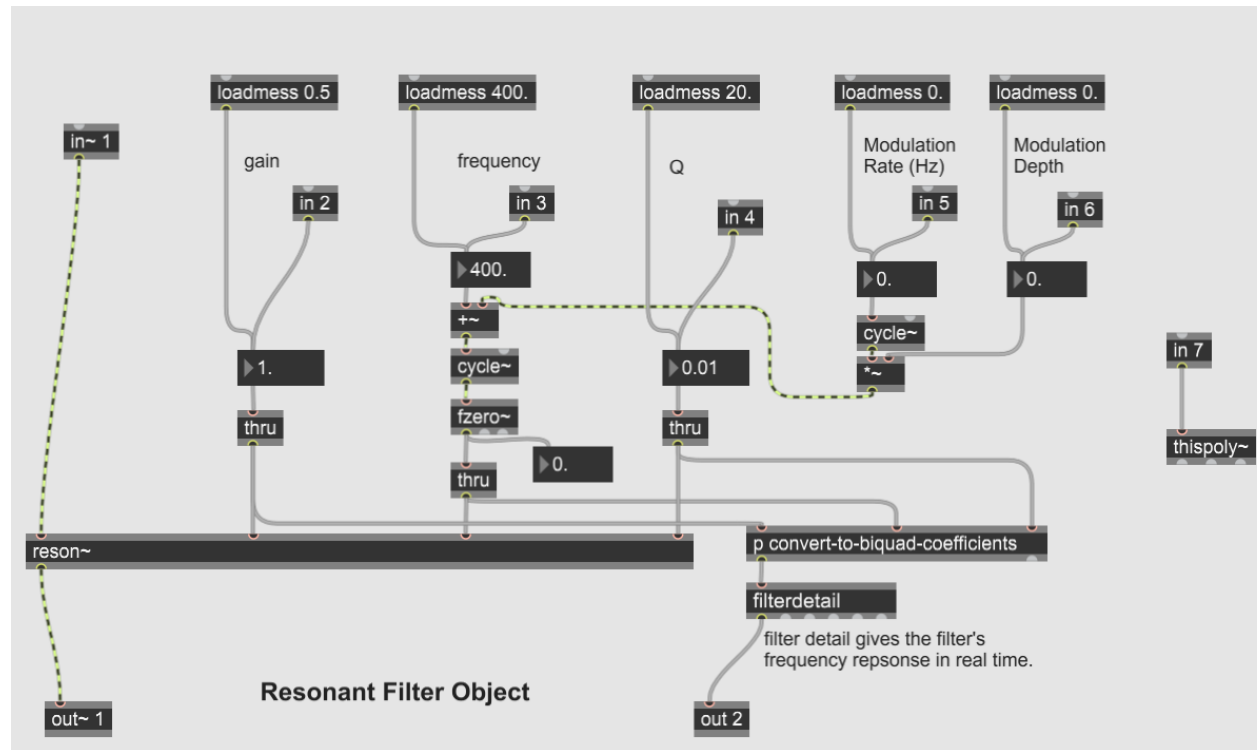 loadmess 0.5
loadmess 400.
loadmess 20.
loadmess 0.
loadmess 0.
in~ 1
gain
frequency
Q
Modulation
Rate (Hz)
Modulation
Depth
in 2
in 3
in 4
in 5
in 6
400.
0.
0.
+~
cycle~
in 7
1.
cycle~
0.01
*~
thru
fzero~
thru
0.
thispoly~
thru
reson~
p convert-to-biquad-coefficients
filterdetail
filter detail gives the filter's
frequency repsonse in real time.
Resonant Filter Object
out~ 1
out 2